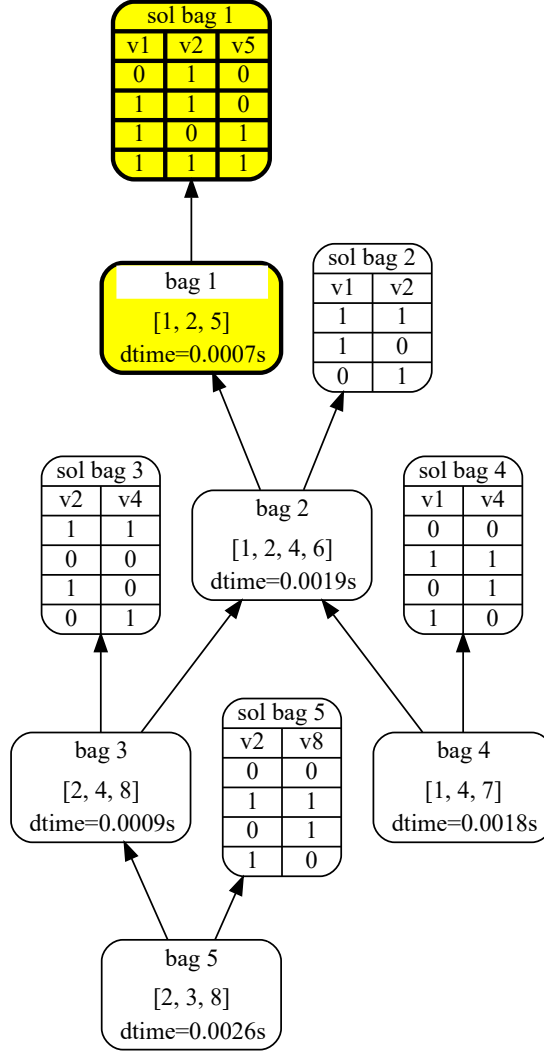 sol bag 1
v1 v2 v5
0 1 0
1 1 0
1 0 1
1 1 1
bag 1
[1, 2, 5]
dtime=0.0007s
sol bag 2
v1 v2
1 1
1 0
0 1
sol bag 3
v2 v4
1 1
0 0
1 0
0 1
bag 2
[1, 2, 4, 6]
dtime=0.0019s
sol bag 4
v1 v4
0 0
1 1
0 1
1 0
bag 3
[2, 4, 8]
dtime=0.0009s
sol bag 5
v2 v8
0 0
1 1
0 1
1 0
bag 4
[1, 4, 7]
dtime=0.0018s
bag 5
[2, 3, 8]
dtime=0.0026s